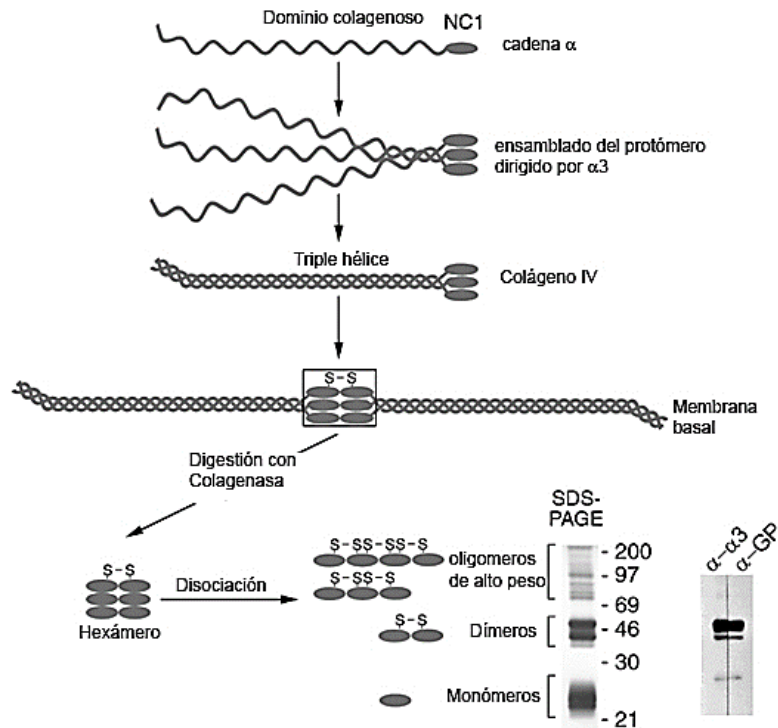 Dominio colagenoso
NC1
cadena α
ensamblado del protómero
dirigido por α3
Triple hélice
Colágeno IV
S-S
Membrana
basal
Digestión con
Colagenasa
S-S
Hexámero
Disociación
S-SS-SS-S
S-SS-S
S-S
oligomeros
de alto peso
Dímeros
Monómeros
SDS-
PAGE
- 200
- 97
- 69
- 46
- 30
- 21
α-α3
α-GP